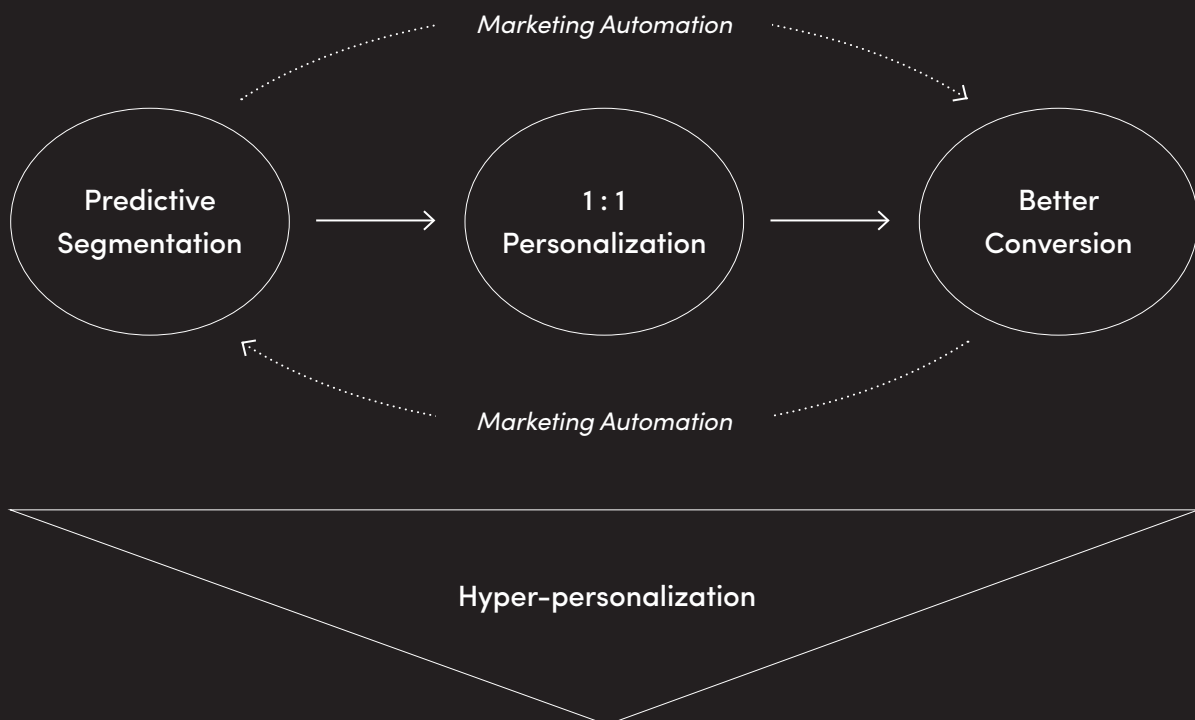 Marketing Automation
Predictive
Segmentation
1 : 1
Personalization
Better
Conversion
Marketing Automation
Hyper-personalization